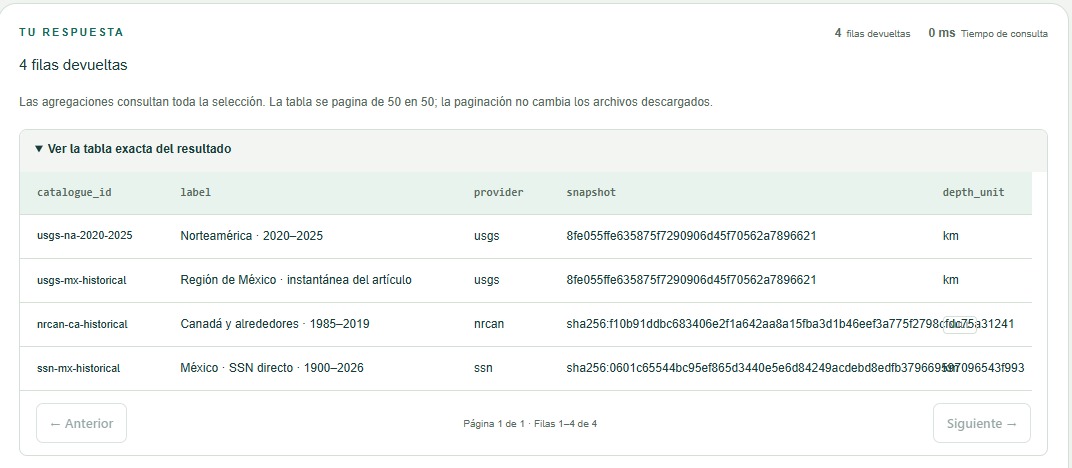 TU RESPUESTA
4 filas devueltas 0 ms Tiempo de consulta
4 filas devueltas
Las agregaciones consultan toda la selección. La tabla se pagina de 50 en 50; la paginación no cambia los archivos descargados.
▼ Ver la tabla exacta del resultado
catalogue_id label provider snapshot depth_unit
usgs-na-2020-2025 Norteamérica · 2020–2025 usgs 8fe055ffe635875f7290906d45f70562a7896621 km
usgs-mx-historical Región de México · instantánea del artículo usgs 8fe055ffe635875f7290906d45f70562a7896621 km
nrcan-ca-historical Canadá y alrededores · 1985–2019 nrcan
ssn-mx-historical México · SSN directo · 1900–2026 ssn km
← Anterior Página 1 de 1 · Filas 1–4 de 4 Siguiente →